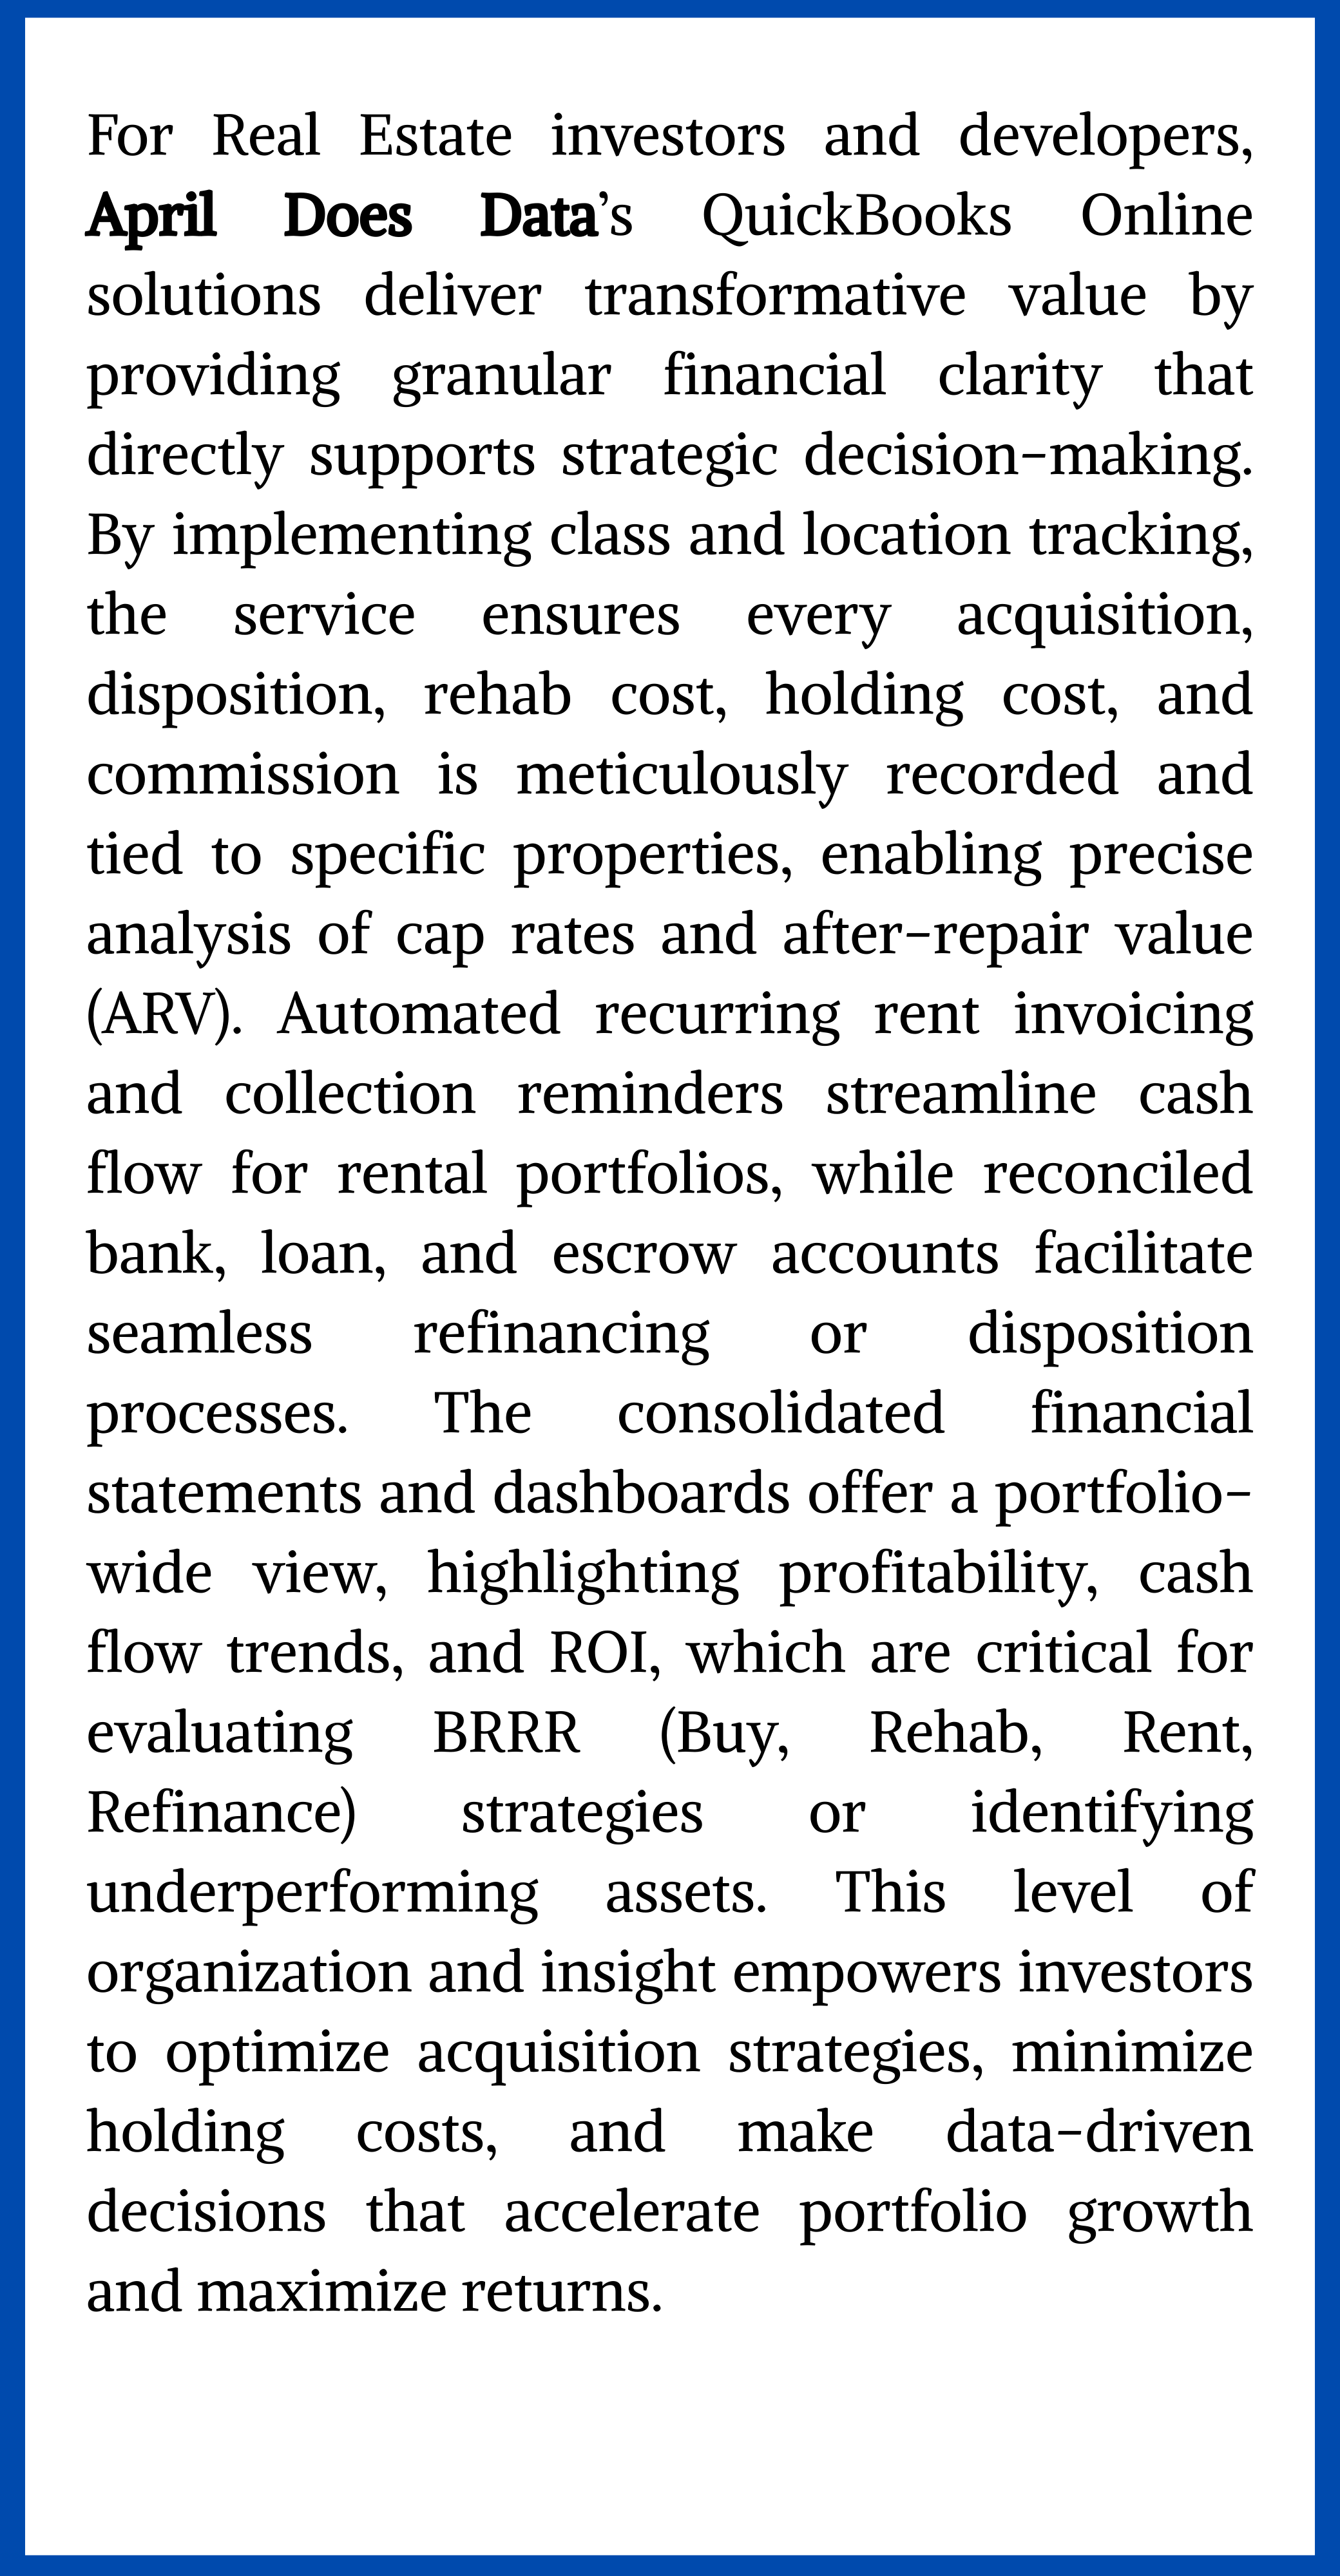 For Real Estate investors and developers,
April Does Data’s QuickBooks Online
solutions deliver transformative value by
providing granular financial clarity that
directly supports strategic decision-making.
By implementing class and location tracking,
the service ensures every acquisition,
disposition, rehab cost, holding cost, and
commission is meticulously recorded and
tied to specific properties, enabling precise
analysis of cap rates and after-repair value
(ARV). Automated recurring rent invoicing
and collection reminders streamline cash
flow for rental portfolios, while reconciled
bank, loan, and escrow accounts facilitate
seamless refinancing or disposition
processes. The consolidated financial
statements and dashboards offer a portfolio-
wide view, highlighting profitability, cash
flow trends, and ROI, which are critical for
evaluating BRRR (Buy, Rehab, Rent,
Refinance) strategies or identifying
underperforming assets. This level of
organization and insight empowers investors
to optimize acquisition strategies, minimize
holding costs, and make data-driven
decisions that accelerate portfolio growth
and maximize returns.